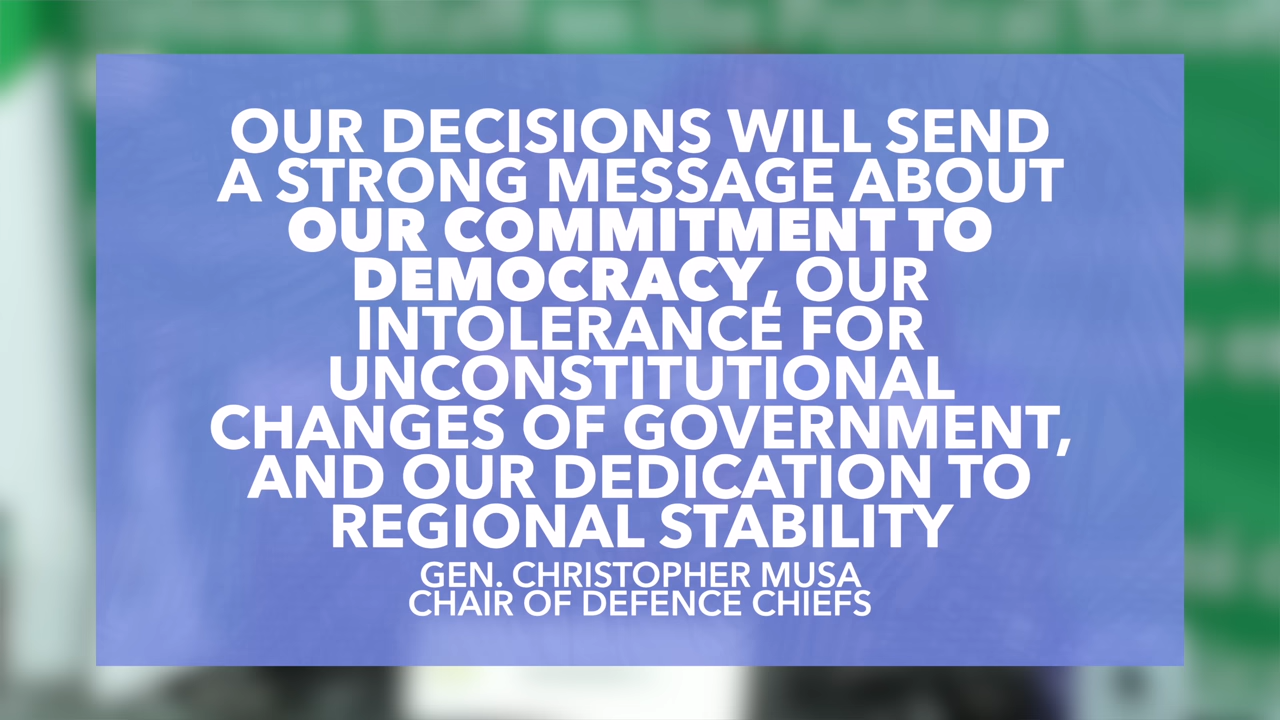 OUR DECISIONS WILL SEND
A STRONG MESSAGE ABOUT
OUR COMMITMENT TO
DEMOCRACY, OUR
INTOLERANCE FOR
UNCONSTITUTIONAL
CHANGES OF GOVERNMENT,
AND OUR DEDICATION TO
REGIONAL STABILITY
GEN. CHRISTOPHER MUSA
CHAIR OF DEFENCE CHIEFS